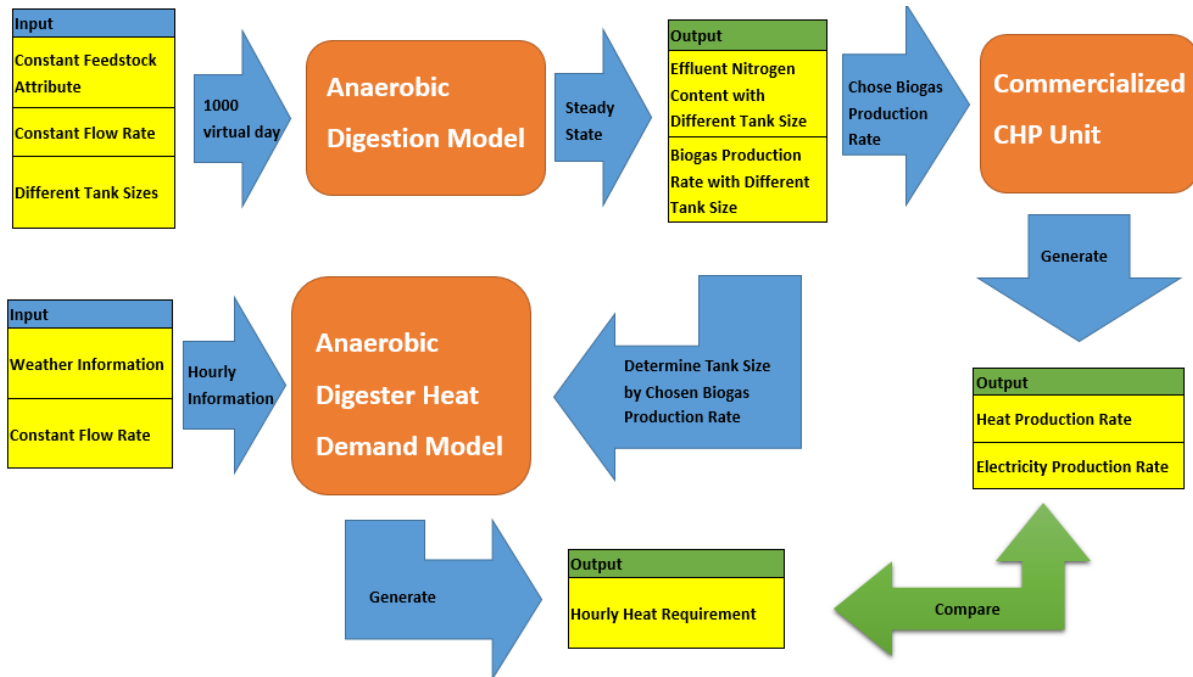 Input
Constant Feedstock
Attribute
Constant Flow Rate
Different Tank Sizes
1000
virtual day
Anaerobic
Digestion Model
Steady
State
Output
Effluent Nitrogen
Content with
Different Tank Size
Biogas Production
Rate with Different
Tank Size
Chose Biogas
Production
Rate
Commercialized
CHP Unit
Generate
Output
Heat Production Rate
Electricity Production Rate
Input
Weather Information
Constant Flow Rate
Hourly
Information
Anaerobic
Digester Heat
Demand Model
Determine Tank Size
by Chosen Biogas
Production Rate
Generate
Output
Hourly Heat Requirement
Compare